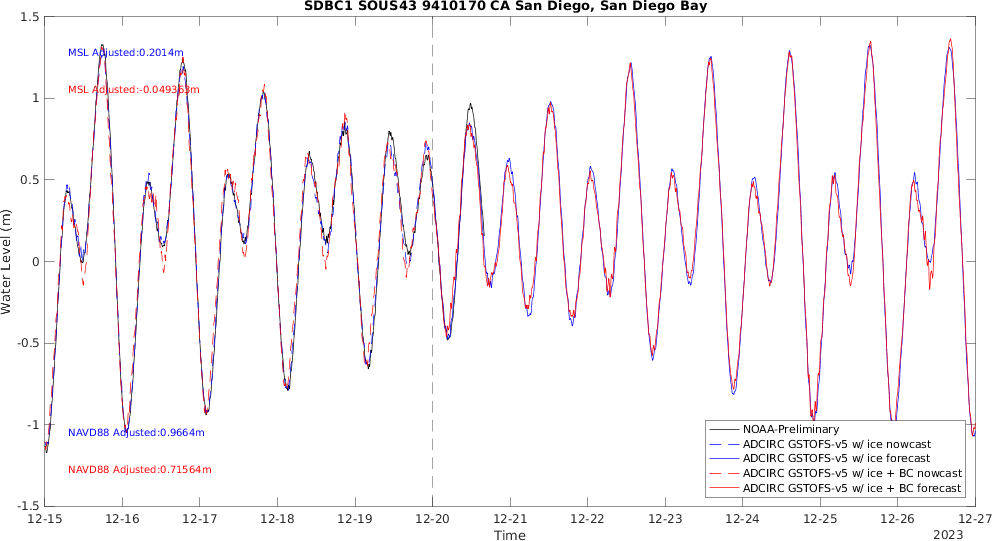 SDBC1 SOUS43 9410170 CA San Diego, San Diego Bay
1.5
MSL Adjusted:0.2014m
MSL Adjusted:-0.049363m
1
0.5
0
Water Level (m)
-0.5
-1
NAVD88 Adjusted:0.9664m
NAVD88 Adjusted:0.71564m
-1.5
NOAA-Preliminary
ADCIRC GSTOFS-v5 w/ ice nowcast
ADCIRC GSTOFS-v5 w/ ice forecast
ADCIRC GSTOFS-v5 w/ ice + BC nowcast
ADCIRC GSTOFS-v5 w/ ice + BC forecast
12-15 12-16 12-17 12-18 12-19 12-20 12-21 12-22 12-23 12-24 12-25 12-26 12-27
Time
2023